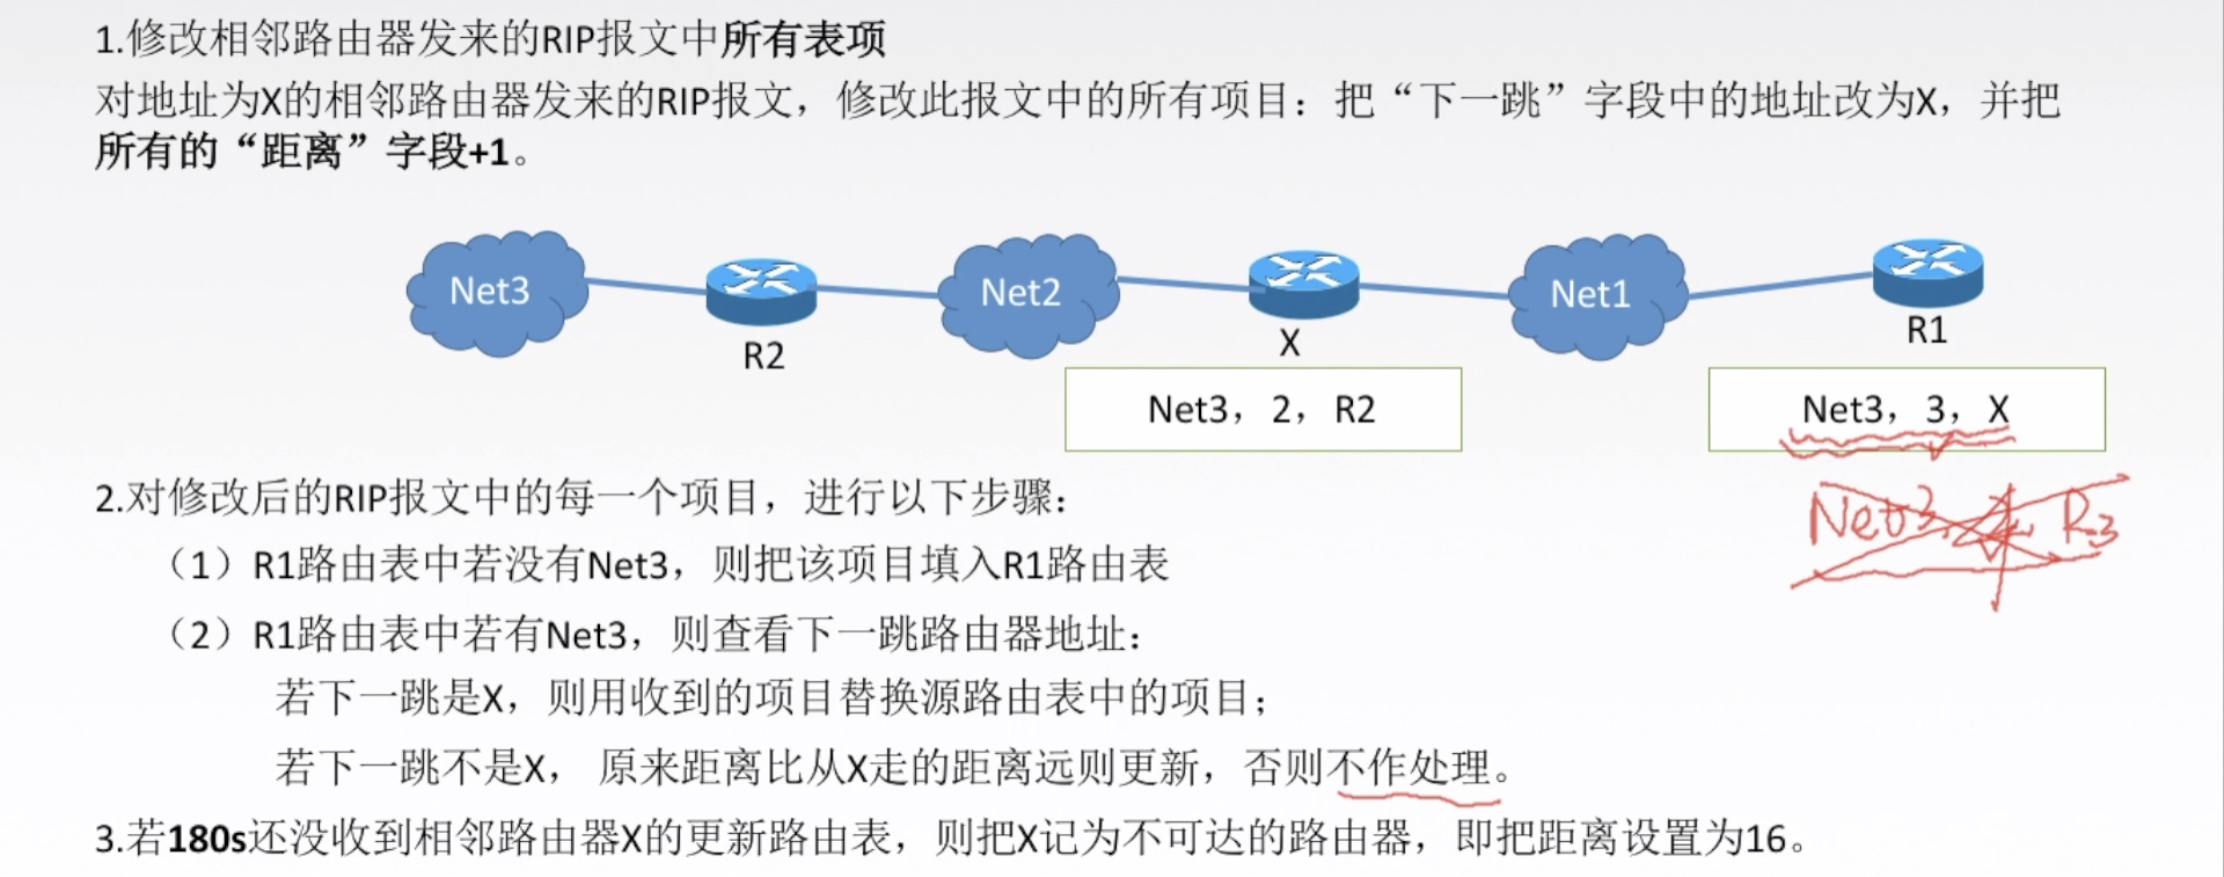 1.修改相邻路由器发来的RIP报文中所有表项
对地址为X的相邻路由器发来的RIP报文，修改此报文中的所有项目：把“下一跳”字段中的地址改为X，并把
所有的“距离”字段+1。
Net3
R2
Net2
X
Net1
R1
Net3，2，R2
Net3，3，X
Net3
R3
2.对修改后的RIP报文中的每一个项目，进行以下步骤：
（1）R1路由表中若没有Net3，则把该项目填入R1路由表
（2）R1路由表中若有Net3，则查看下一跳路由器地址：
若下一跳是X，则用收到的项目替换源路由表中的项目；
若下一跳不是X， 原来距离比从X走的距离远则更新，否则不作处理。
3.若180s还没收到相邻路由器X的更新路由表，则把X记为不可达的路由器，即把距离设置为16。